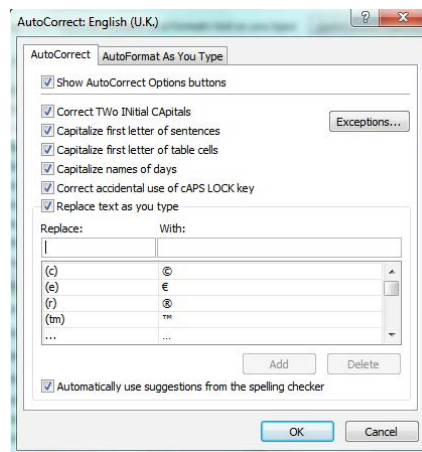 AutoCorrect: English (U.K.)
AutoCorrect AutoFormat As You Type
Show AutoCorrect Options buttons
Correct TWo INitial CApitals
Exceptions...
Capitalize first letter of sentences
Capitalize first letter of table cells
Capitalize names of days
Correct accidental use of cAPS LOCK key
Replace text as you type
Replace: With:
(c) ©
(e) €
(r) ®
(tm) ™
... ...
Add Delete
Automatically use suggestions from the spelling checker
OK Cancel